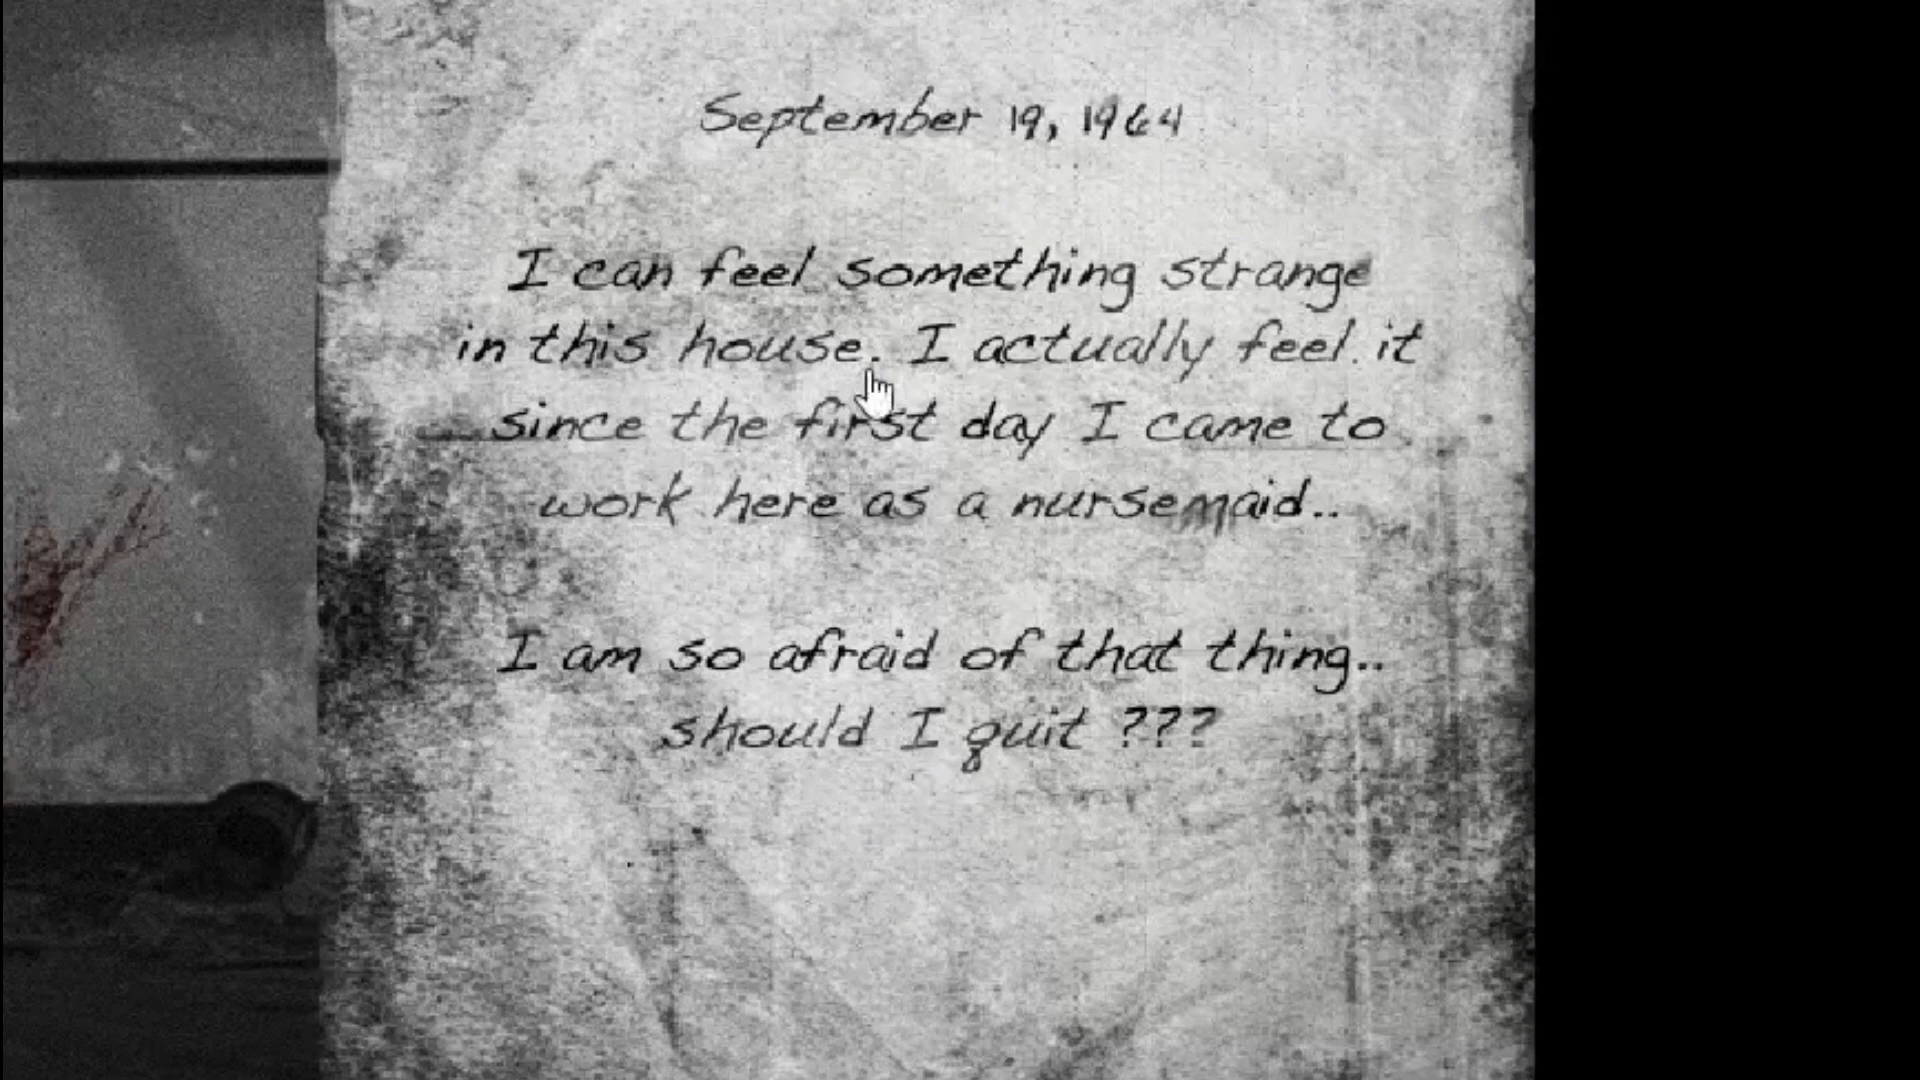 September 19, 1964
I can feel something strange
in this house. I actually feel it
since the first day I came to
work here as a nursemaid..
I am so afraid of that thing..
should I quit ???